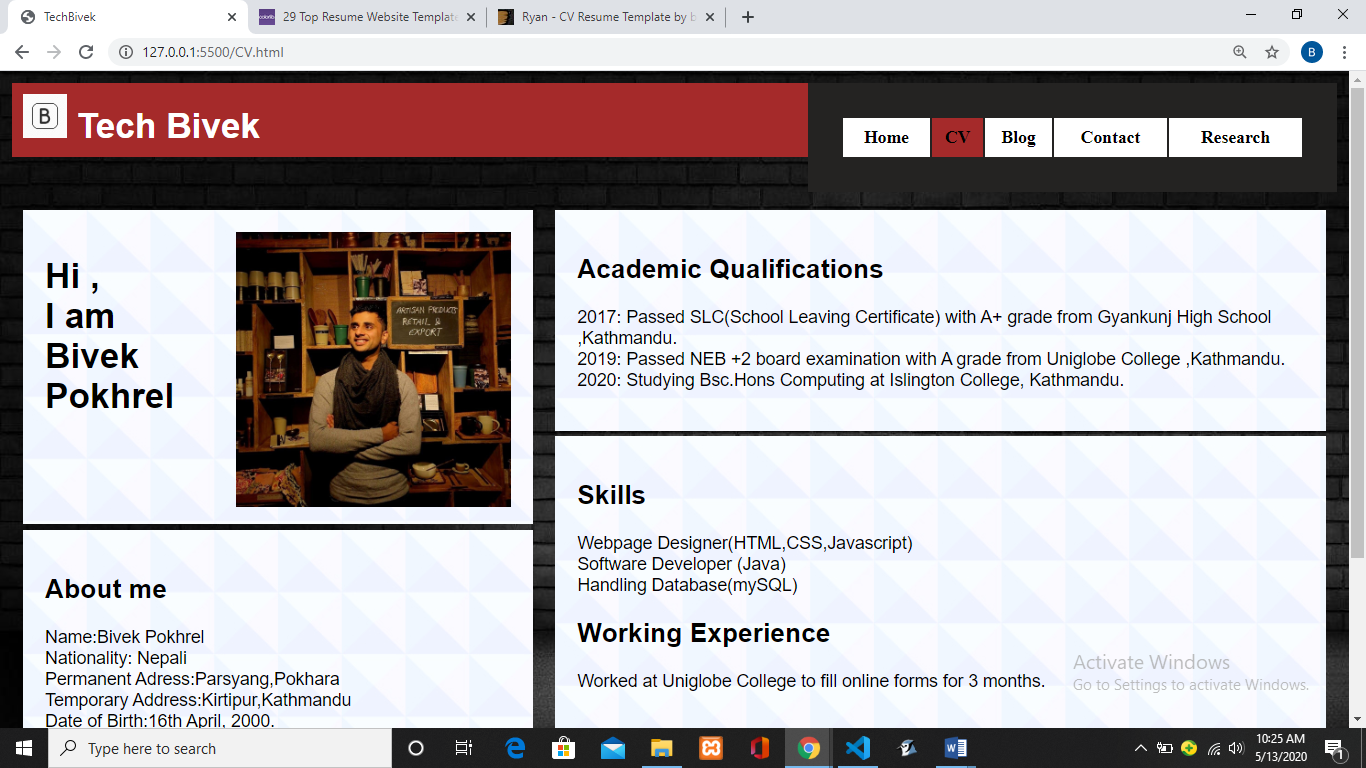 TechBivek
29 Top Resume Website Template
Ryan - CV Resume Template by b
127.0.0.1:5500/CV.html
B
B
Tech Bivek
Home
CV
Blog
Contact
Research
Hi ,
I am
Bivek
Pokhrel
ARTISAN PRODUCTS
RETAIL &
EXPORT
About me
Name:Bivek Pokhrel
Nationality: Nepali
Permanent Adress:Parsyang,Pokhara
Temporary Address:Kirtipur,Kathmandu
Date of Birth:16th April, 2000.
Academic Qualifications
2017: Passed SLC(School Leaving Certificate) with A+ grade from Gyankunj High School
,Kathmandu.
2019: Passed NEB +2 board examination with A grade from Uniglobe College ,Kathmandu.
2020: Studying Bsc.Hons Computing at Islington College, Kathmandu.
Skills
Webpage Designer(HTML,CSS,Javascript)
Software Developer (Java)
Handling Database(mySQL)
Working Experience
Worked at Uniglobe College to fill online forms for 3 months.
Activate Windows
Go to Settings to activate Windows.
Type here to search
10:25 AM
5/13/2020
1